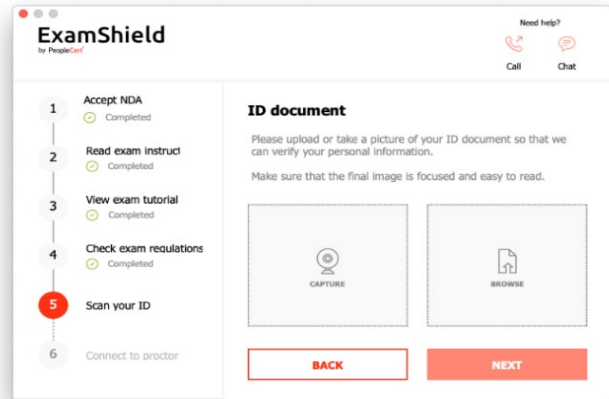 ExamShield
by PeopleCert
Need help?
Call
Chat
1
Accept NDA
Completed
2
Read exam instruct
Completed
3
View exam tutorial
Completed
4
Check exam regulations
Completed
5
Scan your ID
6
Connect to proctor
ID document
Please upload or take a picture of your ID document so that we
can verify your personal information.
Make sure that the final image is focused and easy to read.
CAPTURE
BROWSE
BACK
NEXT